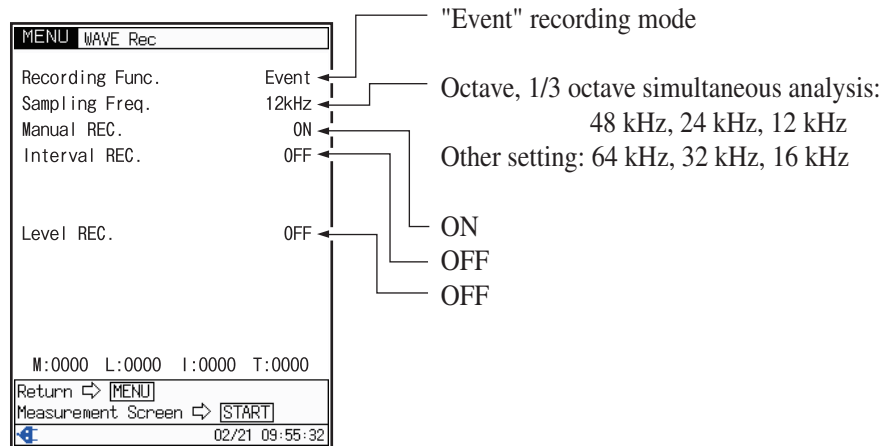 MENU WAVE Rec
Recording Func. Event
Sampling Freq. 12kHz
Manual REC. ON
Interval REC. OFF
Level REC. OFF
M:0000 L:0000 I:0000 T:0000
Return ⇨ MENU
Measurement Screen ⇨ START
02/21 09:55:32
"Event" recording mode
Octave, 1/3 octave simultaneous analysis:
48 kHz, 24 kHz, 12 kHz
Other setting: 64 kHz, 32 kHz, 16 kHz
ON
OFF
OFF